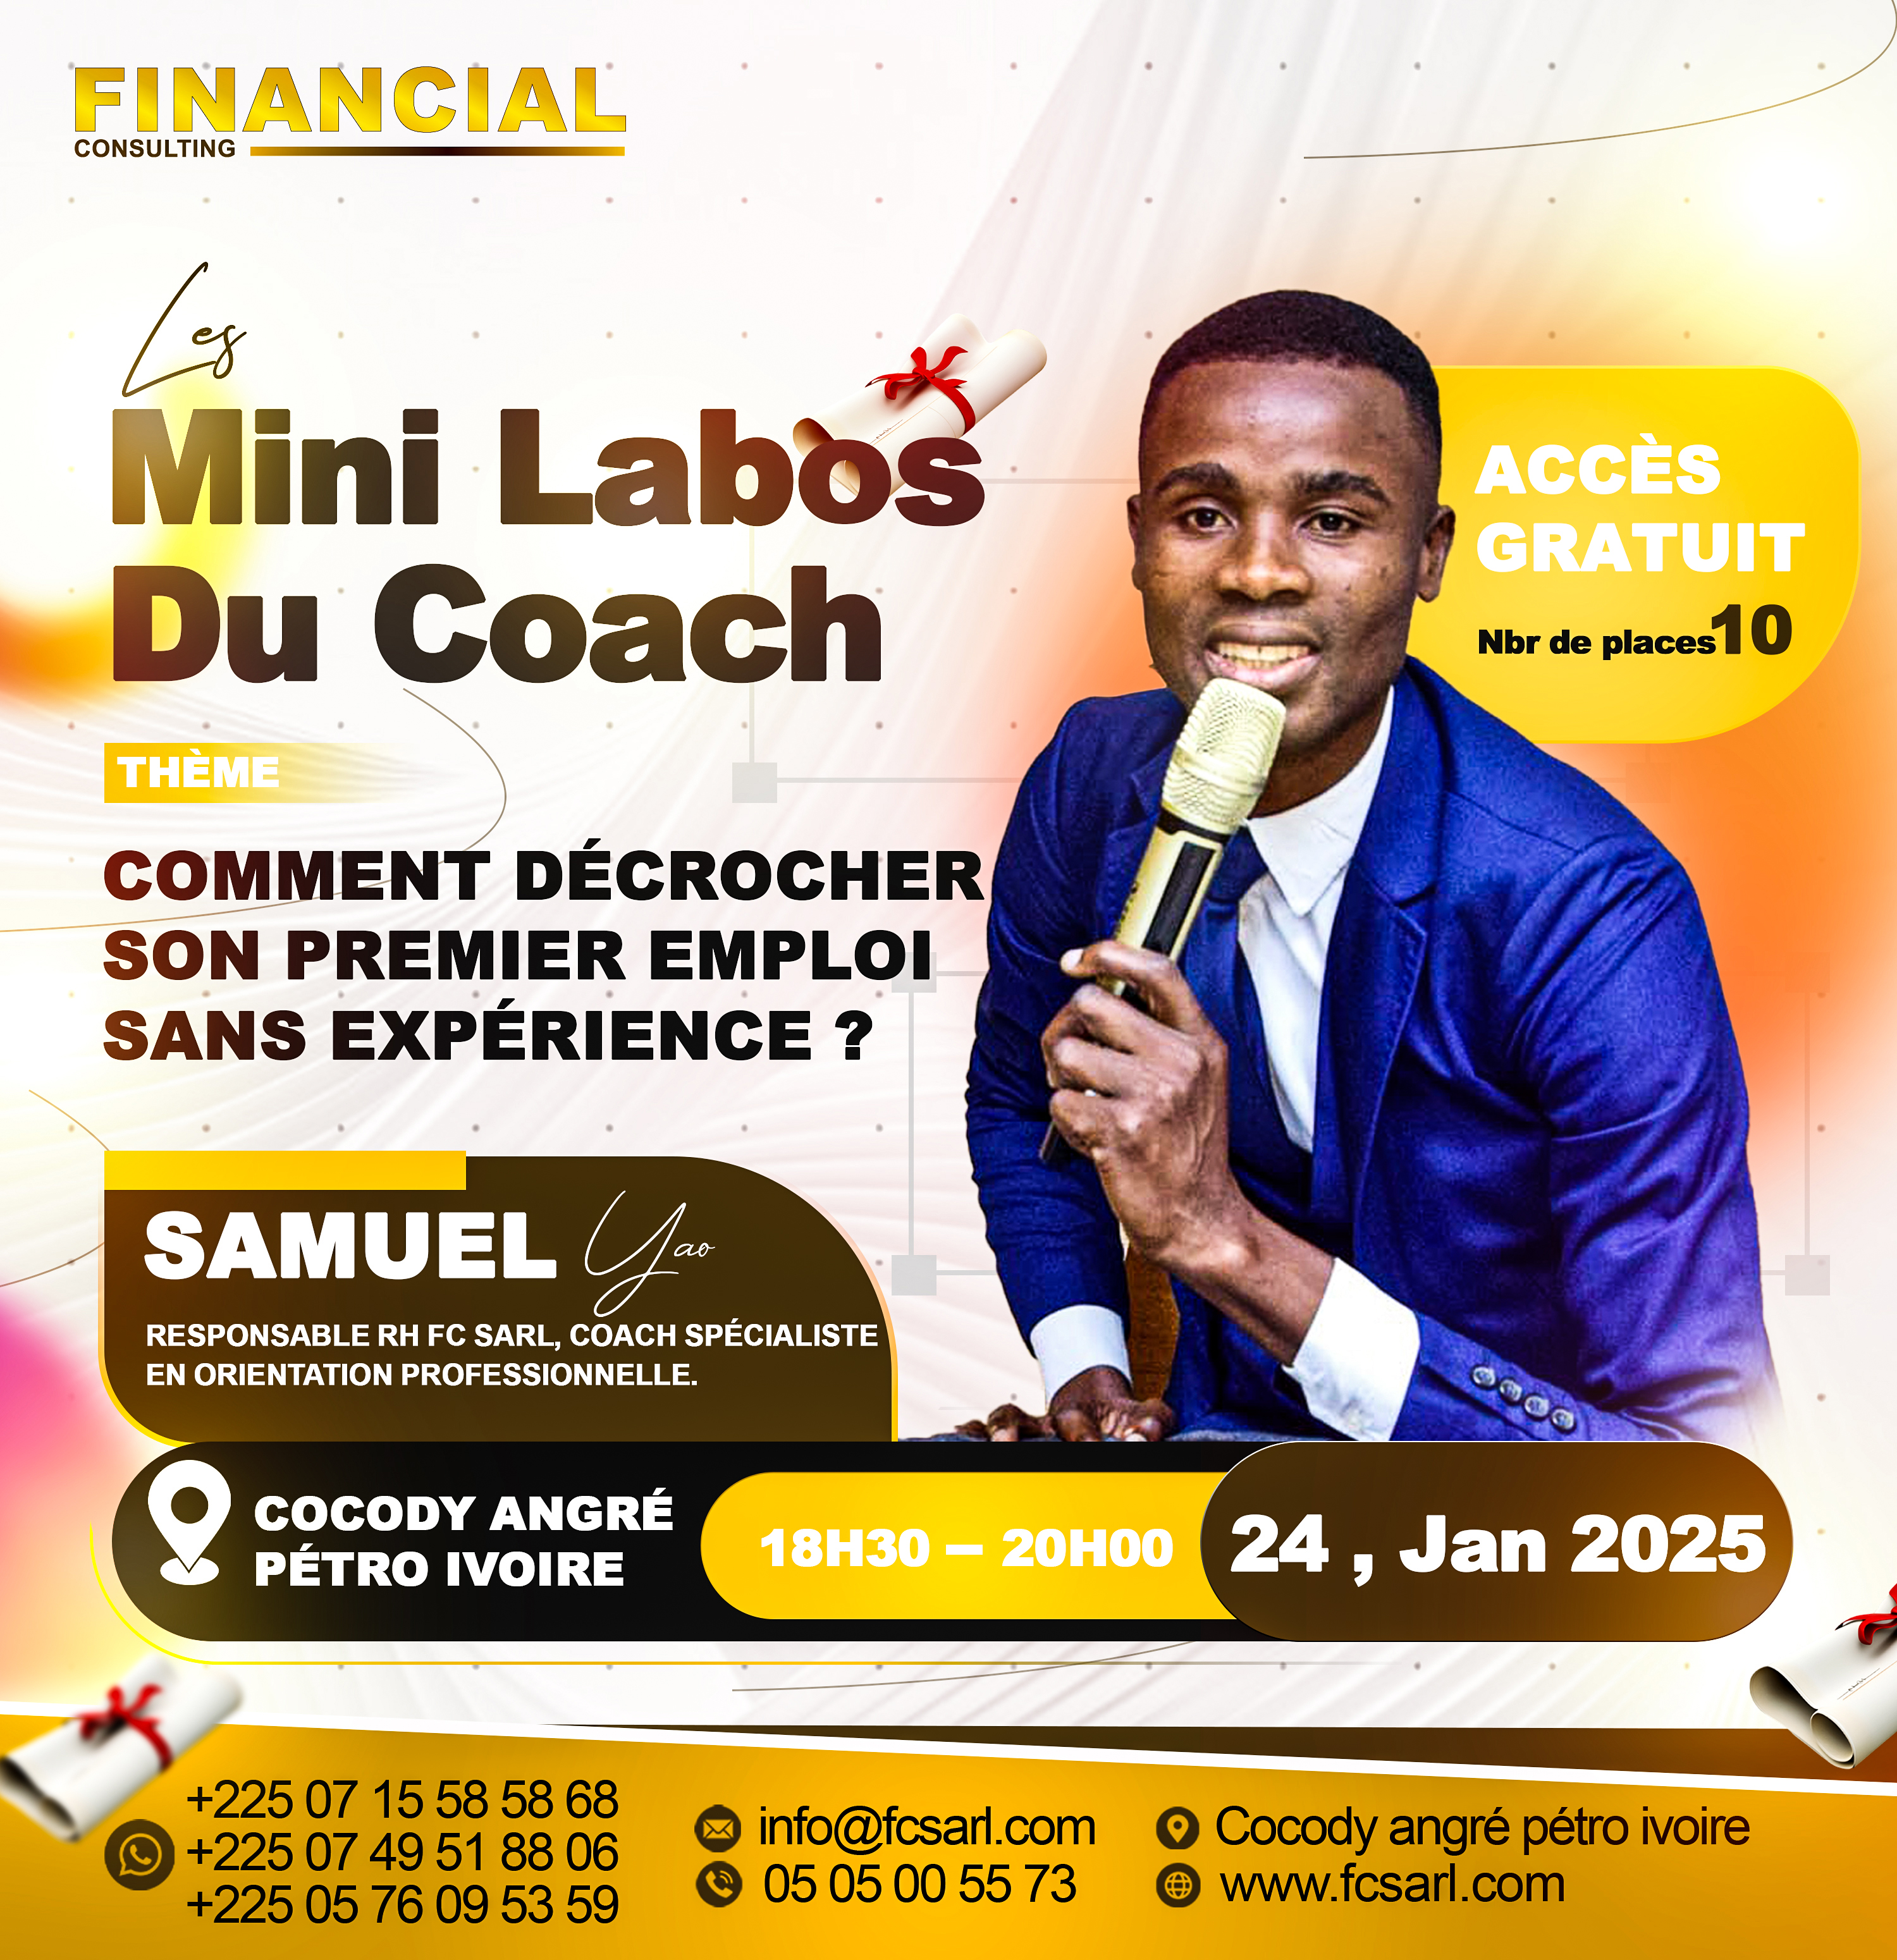 FINANCIAL
CONSULTING
Les
Mini Labos
Du Coach
ACCÈS
GRATUIT
Nbr de places 10
THÈME
COMMENT DÉCROCHER
SON PREMIER EMPLOI
SANS EXPÉRIENCE ?
SAMUEL Yao
RESPONSABLE RH FC SARL, COACH SPÉCIALISTE
EN ORIENTATION PROFESSIONNELLE.
COCODY ANGRÉ
PÉTRO IVOIRE
18H30 – 20H00
24 , Jan 2025
+225 07 15 58 58 68
+225 07 49 51 88 06
+225 05 76 09 53 59
info@fcsarl.com
05 05 00 55 73
Cocody angré pétro ivoire
www.fcsarl.com